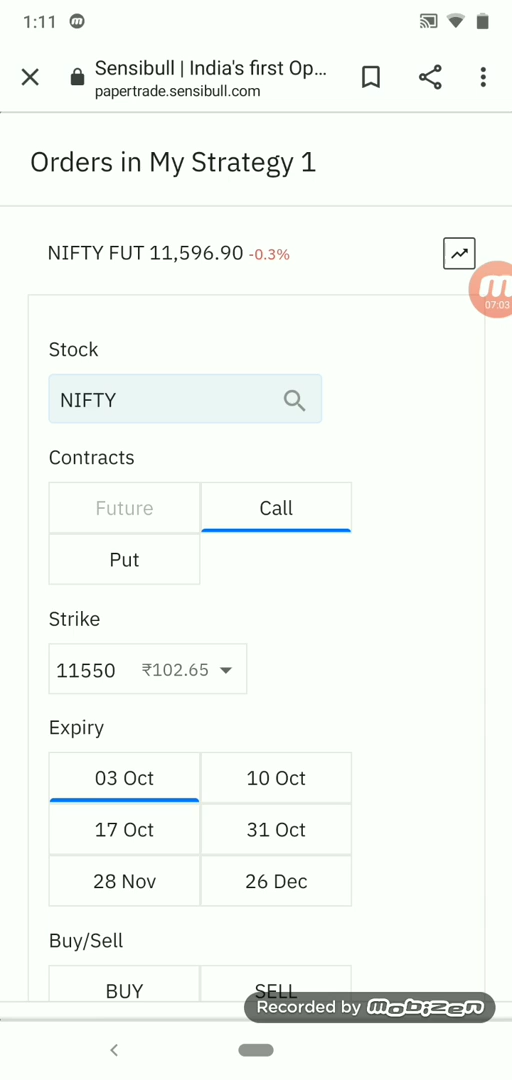 1:11
Sensibull | India's first Op...
papertrade.sensibull.com
Orders in My Strategy 1
NIFTY FUT 11,596.90 -0.3%
07:03
Stock
NIFTY
Contracts
Future Call
Put
Strike
11550 ₹102.65
Expiry
03 Oct 10 Oct
17 Oct 31 Oct
28 Nov 26 Dec
Buy/Sell
BUY SELL
Recorded by mobizen